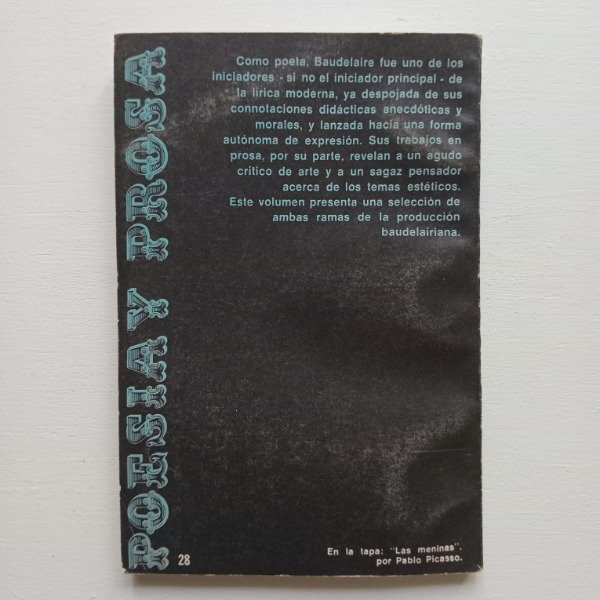 POESIA Y PROSA
Como poeta, Baudelaire fue uno de los
iniciadores - si no el iniciador principal - de
la lírica moderna, ya despojada de sus
connotaciones didácticas anecdóticas y
morales, y lanzada hacia una forma
autónoma de expresión. Sus trabajos en
prosa, por su parte, revelan a un agudo
crítico de arte y a un sagaz pensador
acerca de los temas estéticos.
Este volumen presenta una selección de
ambas ramas de la producción
baudelairiana.
28
En la tapa: "Las meninas".
por Pablo Picasso.